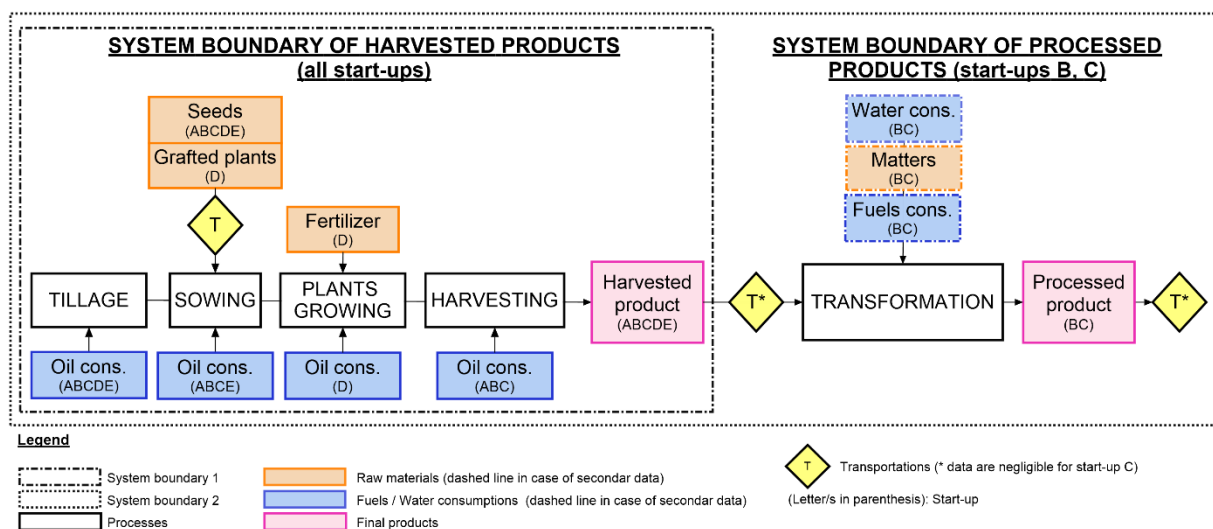 SYSTEM BOUNDARY OF HARVESTED PRODUCTS
(all start-ups)
SYSTEM BOUNDARY OF PROCESSED
PRODUCTS (start-ups B, C)
Seeds
(ABCDE)
Grafted plants
(D)
T
Fertilizer
(D)
Water cons.
(BC)
Matters
(BC)
Fuels cons.
(BC)
TILLAGE
SOWING
PLANTS
GROWING
HARVESTING
Harvested
product
(ABCDE)
T*
TRANSFORMATION
Processed
product
(BC)
T*
Oil cons.
(ABCDE)
Oil cons.
(ABCE)
Oil cons.
(D)
Oil cons.
(ABC)
Legend
System boundary 1
System boundary 2
Processes
Raw materials (dashed line in case of secondar data)
Fuels / Water consumptions (dashed line in case of secondar data)
Final products
T
Transportations (* data are negligible for start-up C)
(Letter/s in parenthesis): Start-up